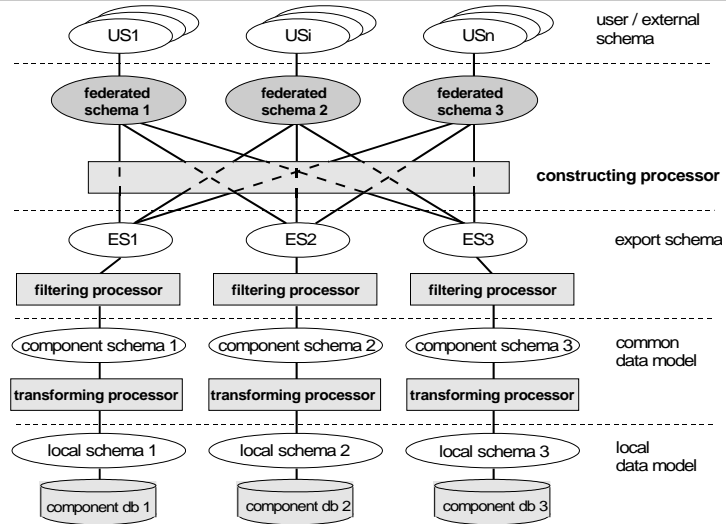 US1
USi
USn
user / external
schema
federated
schema 1
federated
schema 2
federated
schema 3
constructing processor
ES1
ES2
ES3
export schema
filtering processor
filtering processor
filtering processor
component schema 1
component schema 2
component schema 3
common
data model
transforming processor
transforming processor
transforming processor
local schema 1
local schema 2
local schema 3
local
data model
component db 1
component db 2
component db 3